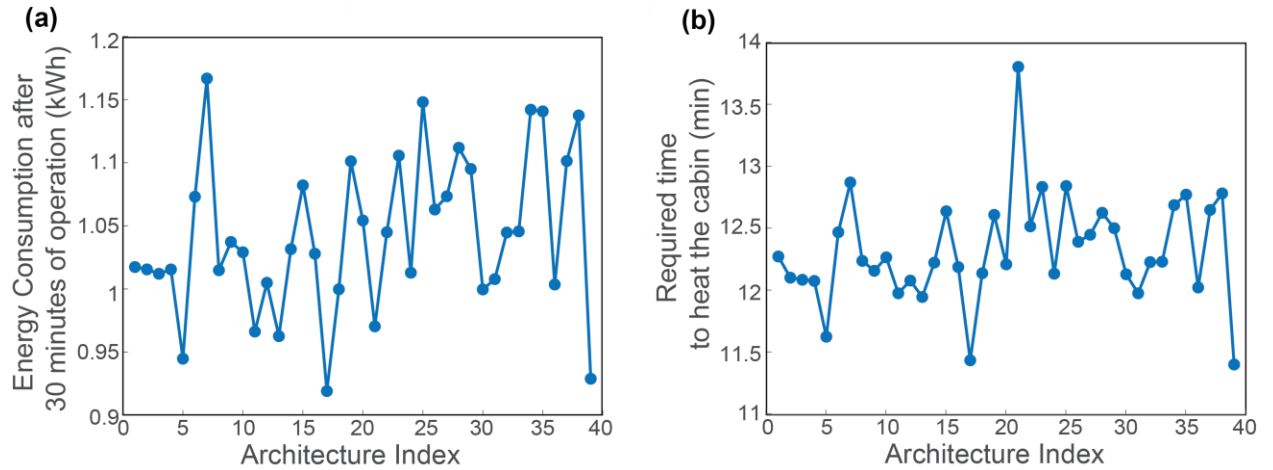 (a)
Energy Consumption after
30 minutes of operation (kWh)
1.2
1.15
1.10
1.05
1
0.95
0.9
0 5 10 15 20 25 30 35 40
Architecture Index
(b)
Required time
to heat the cabin (min)
14
13.5
13
12.5
12
11.5
11
0 5 10 15 20 25 30 35 40
Architecture Index